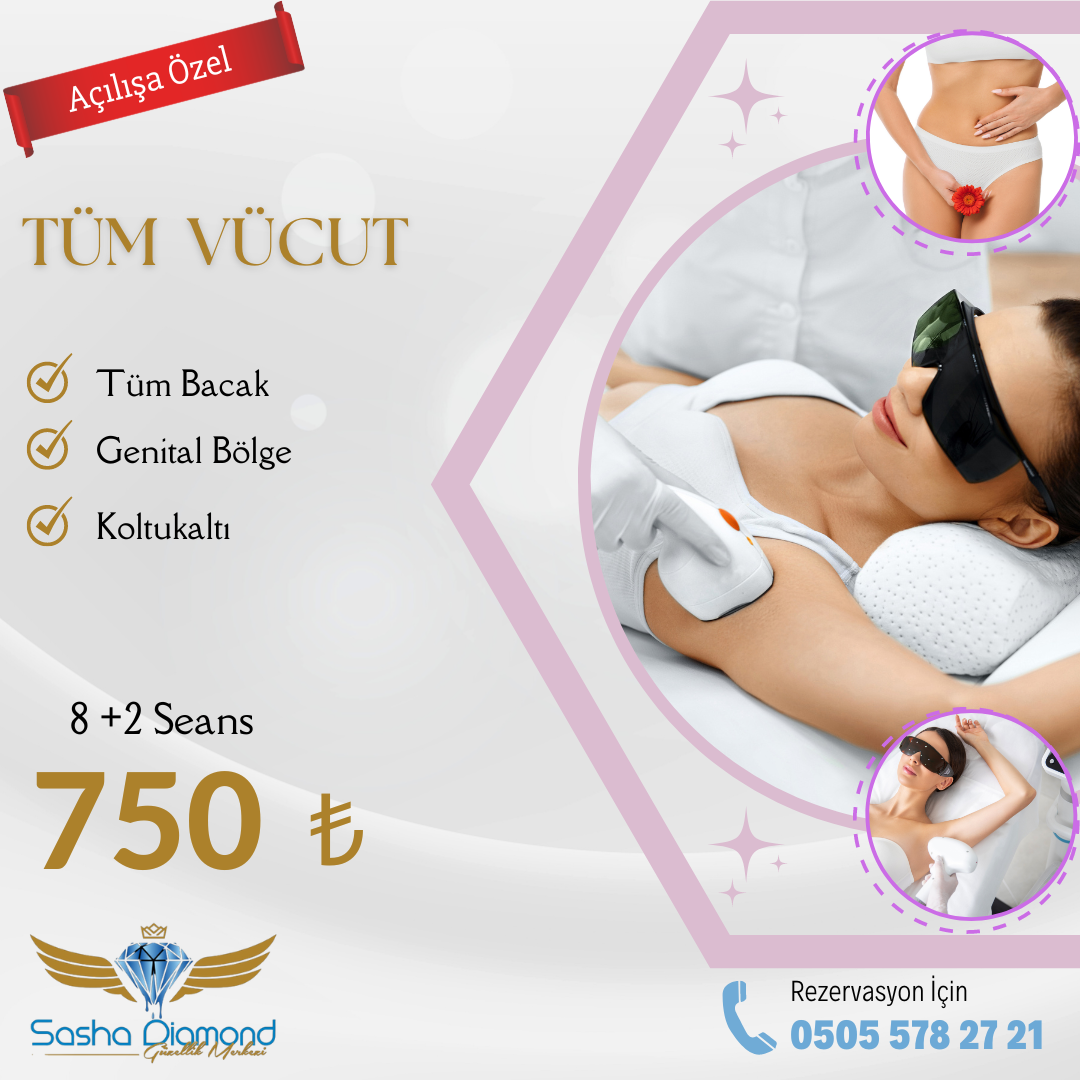 Açılışa Özel
TÜM VÜCUT
Tüm Bacak
Genital Bölge
Koltukaltı
8 +2 Seans
750 ₺
Sasha Diamond
Güzellik Merkezi
Rezervasyon İçin
0505 578 27 21